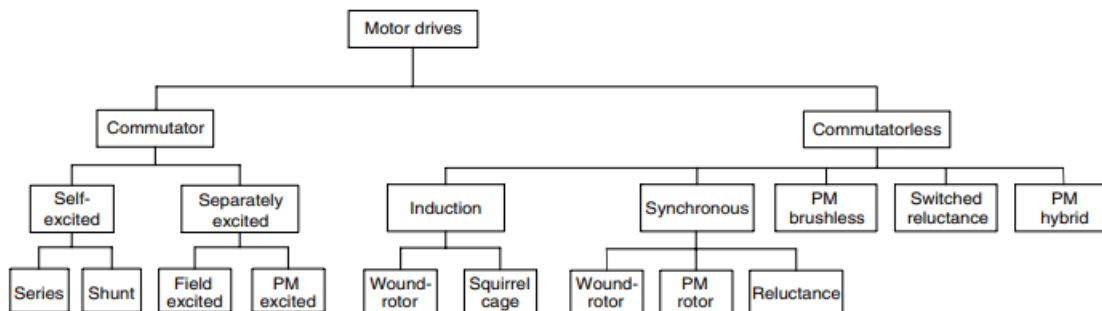 Motor drives
Commutator
Commutatorless
Self-
excited
Separately
excited
Induction
Synchronous
PM
brushless
Switched
reluctance
PM
hybrid
Series
Shunt
Field
excited
PM
excited
Wound-
rotor
Squirrel
cage
Wound-
rotor
PM
rotor
Reluctance